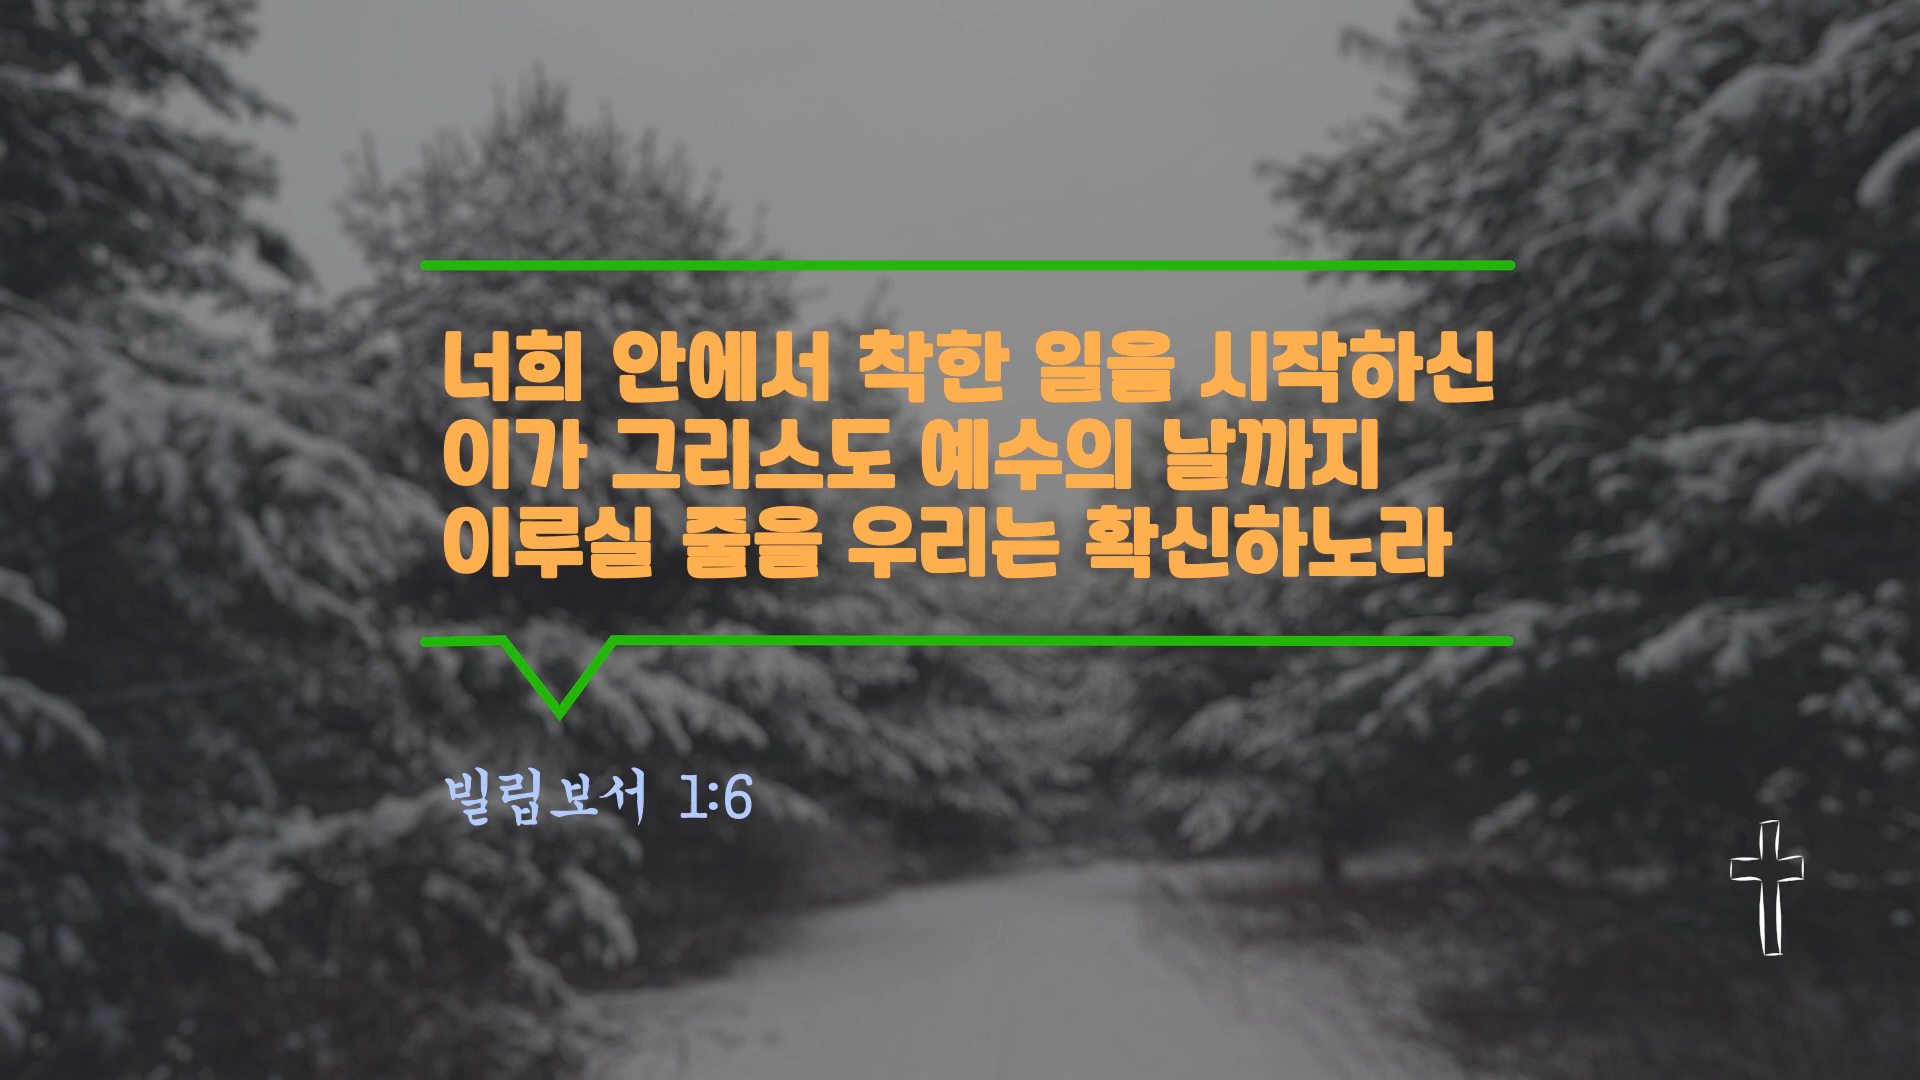 너희 안에서 착한 일을 시작하신
이가 그리스도 예수의 날까지
이루실 줄을 우리는 확신하노라
빌립보서 1:6